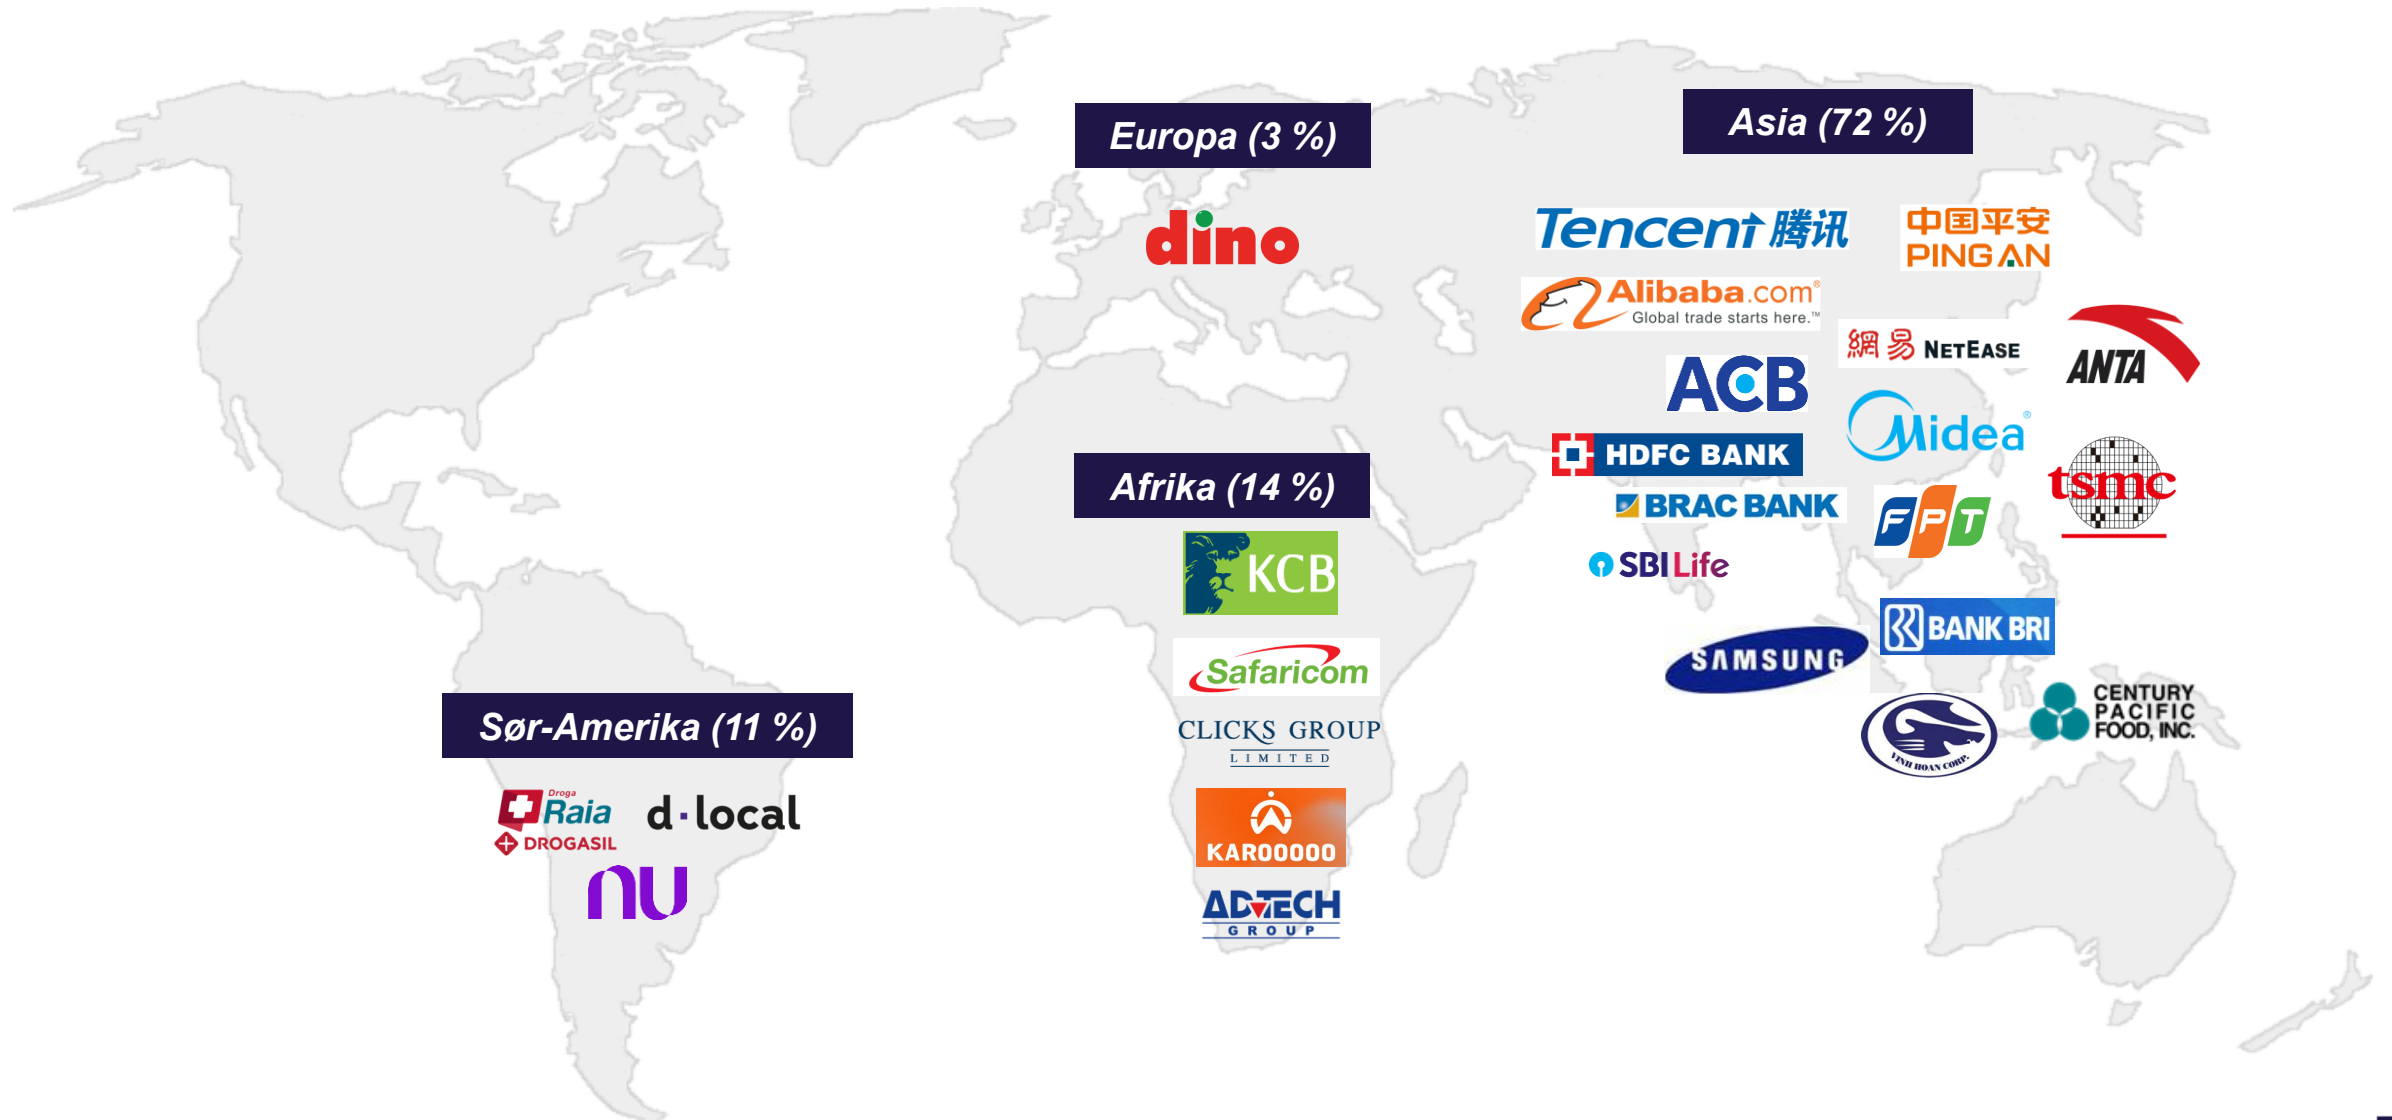 Europa (3 %)
dino
Asia (72 %)
Tencent 腾讯
中国平安
PING AN
Alibaba.com®
Global trade starts here.™
網易 NETEASE
ANTA
ACB
Midea®
HDFC BANK
tsmc
BRAC BANK
FPT
SBI Life
BANK BRI
SAMSUNG
CENTURY
PACIFIC
FOOD, INC.
VINH HOAN CORP.
Afrika (14 %)
KCB
Safaricom
CLICKS GROUP
LIMITED
KAROOOOO
ADVTECH
GROUP
Sør-Amerika (11 %)
Droga
Raia
DROGASIL
d·local
nu